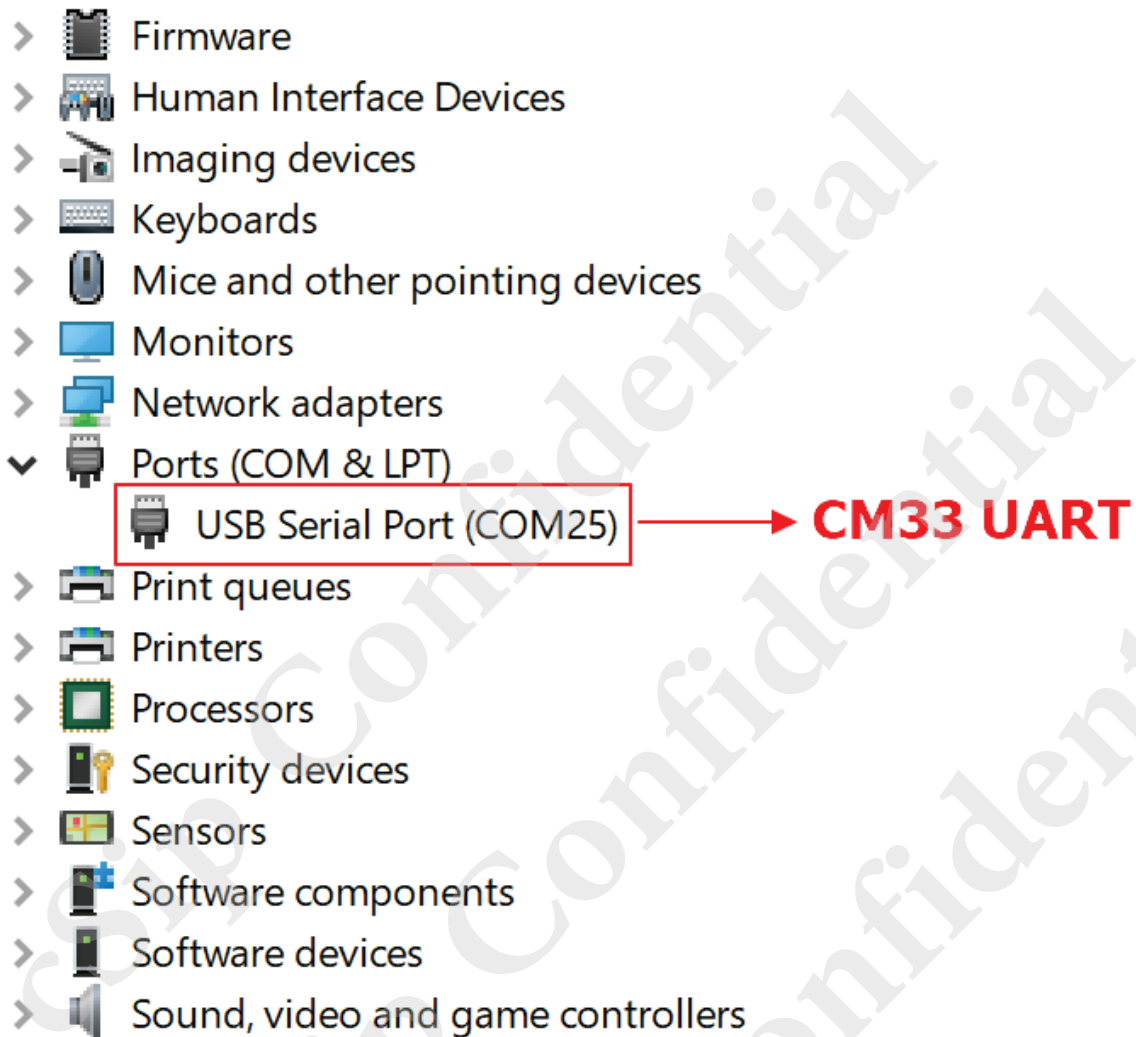 Firmware
Human Interface Devices
Imaging devices
Keyboards
Mice and other pointing devices
Monitors
Network adapters
Ports (COM & LPT)
USB Serial Port (COM25) CM33 UART
Print queues
Printers
Processors
Security devices
Sensors
Software components
Software devices
Sound, video and game controllers
Confidential
Confidential